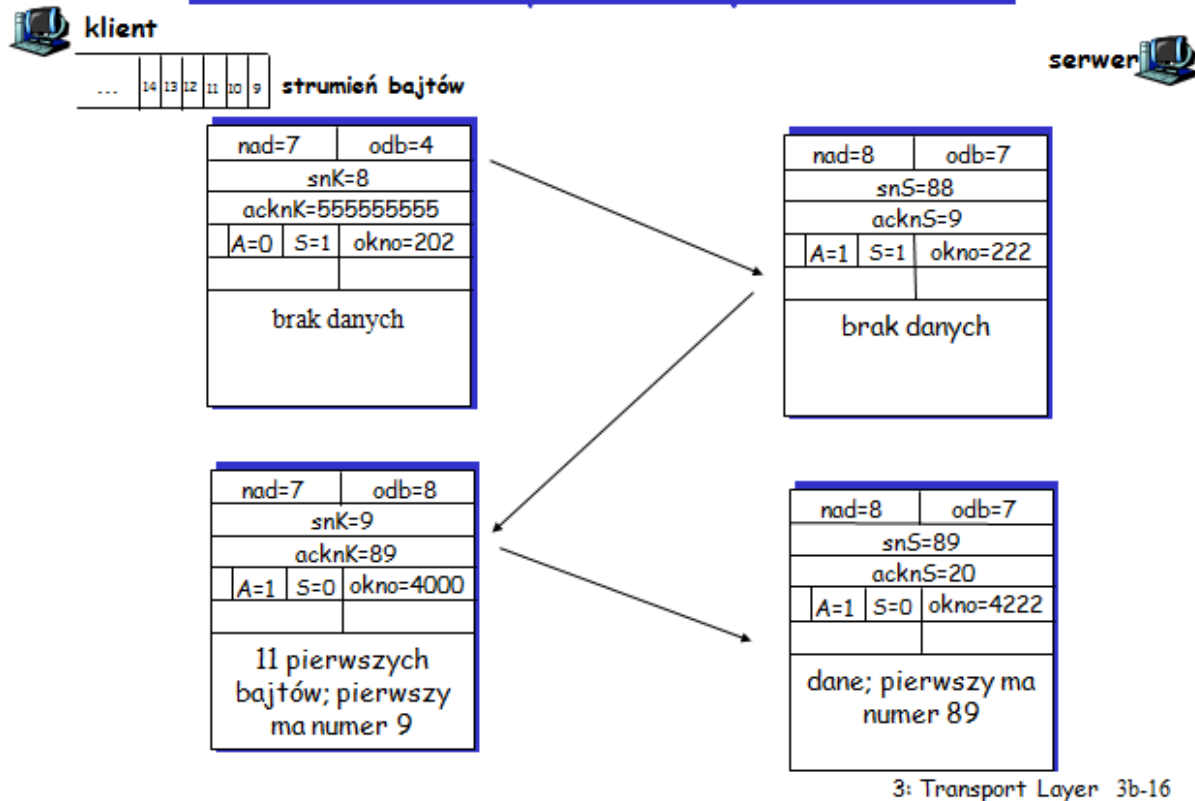 klient
serwer
... 14 13 12 11 10 9 strumień bajtów
nad=7 odb=4
snK=8
acknK=555555555
A=0 S=1 okno=202
brak danych
nad=8 odb=7
snS=88
acknS=9
A=1 S=1 okno=222
brak danych
nad=7 odb=8
snK=9
acknK=89
A=1 S=0 okno=4000
11 pierwszych
bajtów; pierwszy
ma numer 9
nad=8 odb=7
snS=89
acknS=20
A=1 S=0 okno=4222
dane; pierwszy ma
numer 89
3: Transport Layer 3b-16